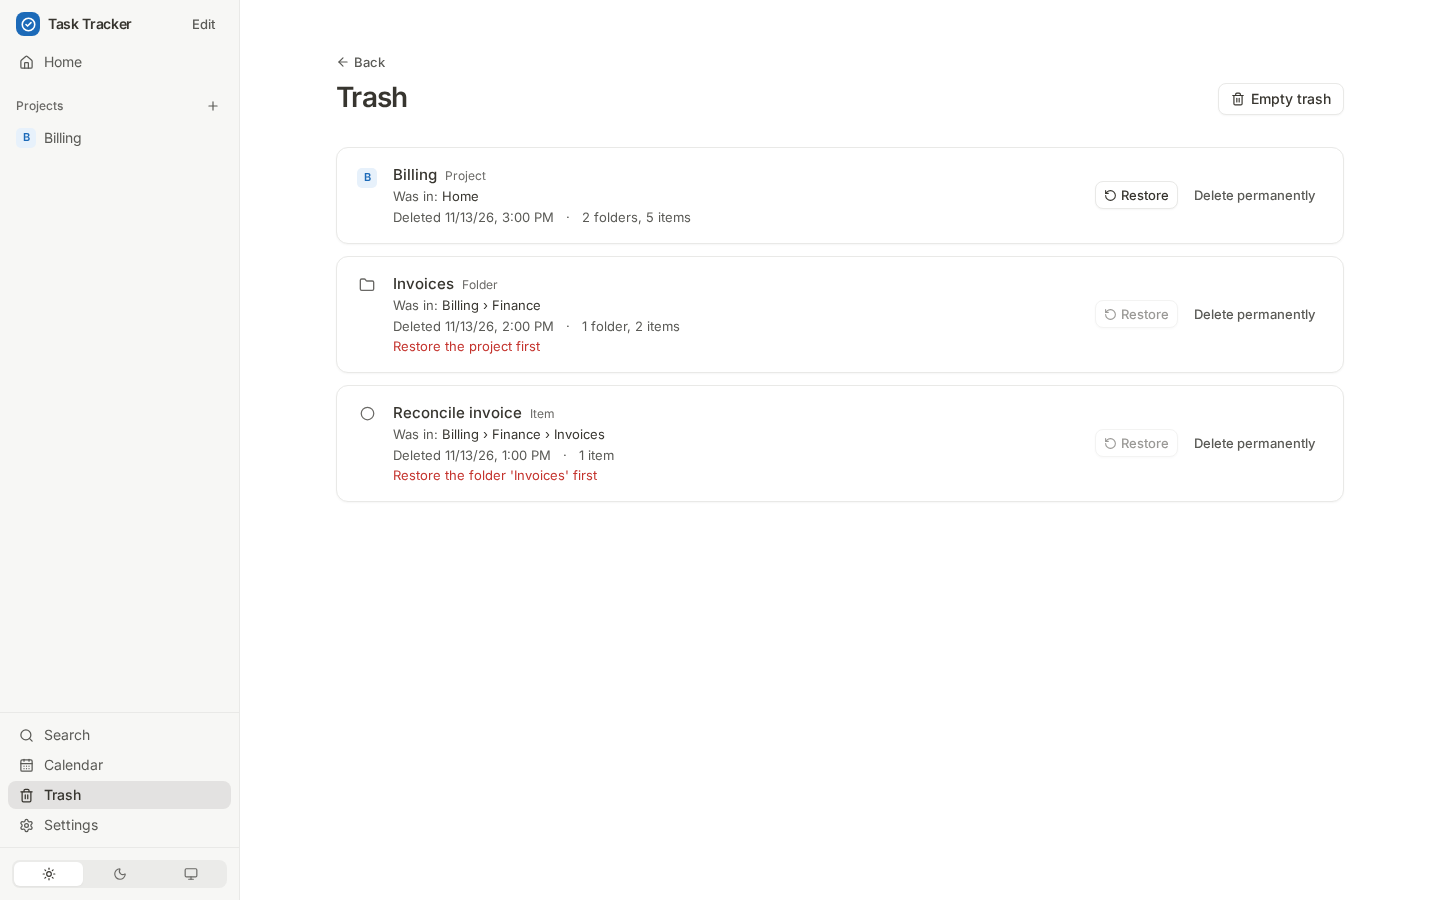 Task Tracker
Edit
Home
Projects
B Billing
Search
Calendar
Trash
Settings
Back
Trash
Empty trash
B Billing Project
Was in: Home
Deleted 11/13/26, 3:00 PM · 2 folders, 5 items
Restore
Delete permanently
Invoices Folder
Was in: Billing › Finance
Deleted 11/13/26, 2:00 PM · 1 folder, 2 items
Restore the project first
Restore
Delete permanently
Reconcile invoice Item
Was in: Billing › Finance › Invoices
Deleted 11/13/26, 1:00 PM · 1 item
Restore the folder 'Invoices' first
Restore
Delete permanently